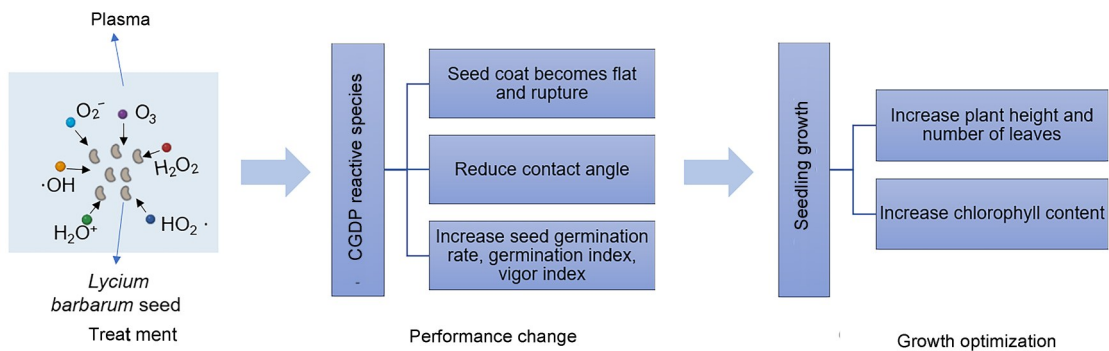 Plasma
O₂⁻
O₃
H₂O₂
·OH
H₂O⁺
HO₂ ·
Lycium
barbarum seed
Treat ment
CGDP reactive species
Seed coat becomes flat
and rupture
Reduce contact angle
Increase seed germination
rate, germination index,
vigor index
Performance change
Seedling growth
Increase plant height and
number of leaves
Increase chlorophyll content
Growth optimization